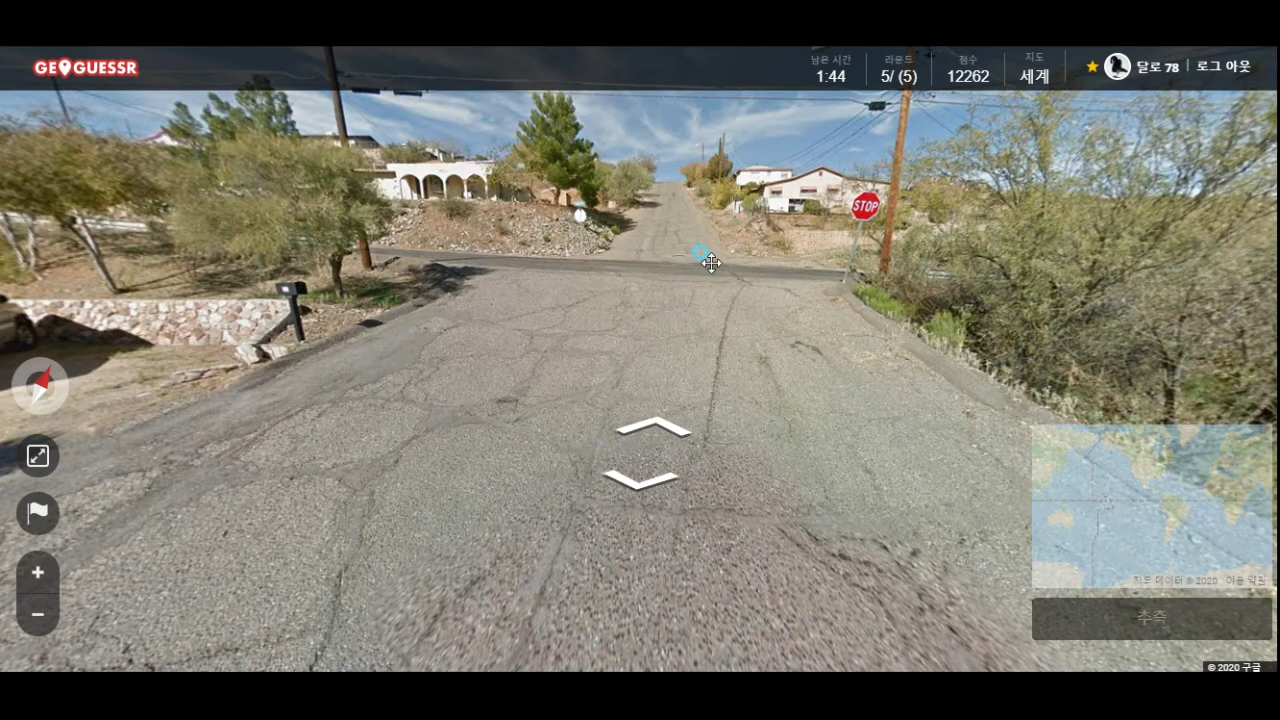 GEOGUESSR
남은 시간
1:44
라운드
5/ (5)
점수
12262
지도
세계
달로 78 | 로그 아웃
STOP
지도 데이터 © 2020
이용 약관
추측
© 2020 구글